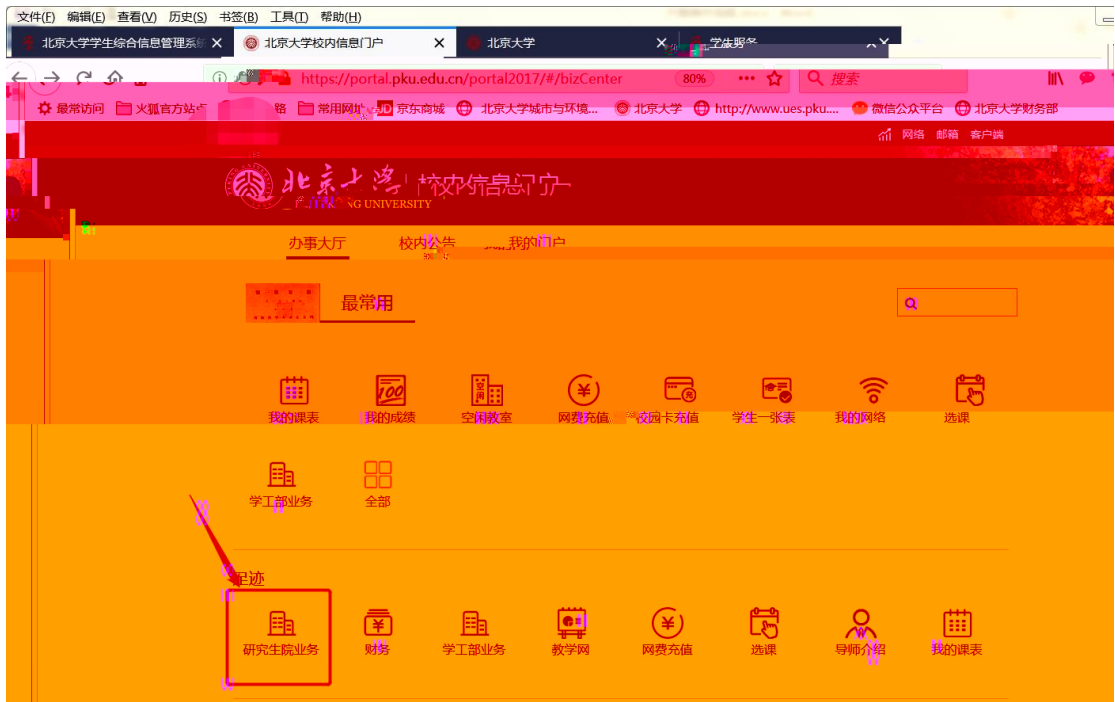 文件(F) 编辑(E) 查看(V) 历史(S) 书签(B) 工具(T) 帮助(H)
北京大学学生综合信息管理系统 北京大学校内信息门户 北京大学
https://portal.pku.edu.cn/portal2017/#/bizCenter 80% 搜索
最常访问 火狐官方站点 常用网址 JD 京东商城 北京大学城市与环境... 北京大学 http://www.ues.pku.... 微信公众平台 北京大学财务部
网络 邮箱 客户端
北京大学 校内信息门户
NG UNIVERSITY
办事大厅 校内公告 我的门户
最常用
我的课表 我的成绩 空闲教室 网费充值 校园卡充值 学生一张表 我的网络 选课
学工部业务 全部
足迹
研究生院业务 财务 学工部业务 教学网 网费充值 选课 导师介绍 我的课表